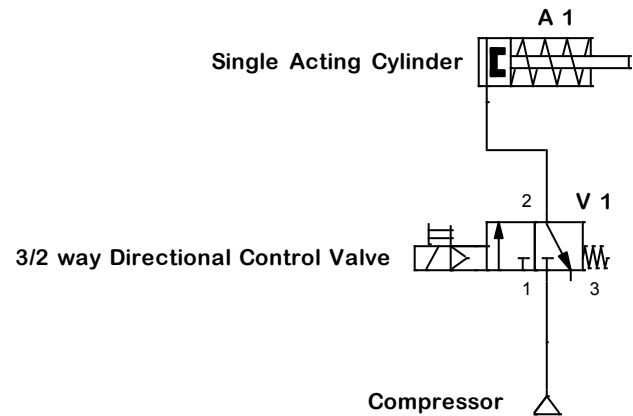 A 1
Single Acting Cylinder
2
V 1
3/2 way Directional Control Valve
1
3
Compressor